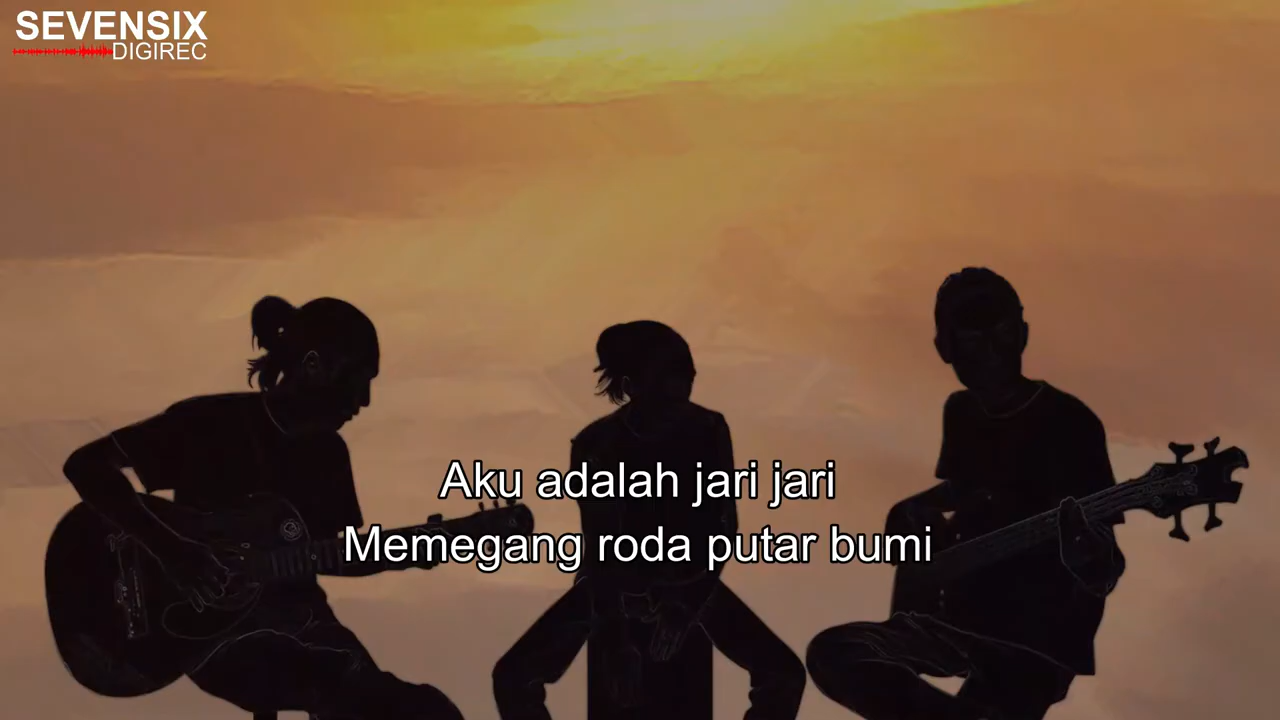 SEVENSIX
DIGIREC
Aku adalah jari jari
Memegang roda putar bumi